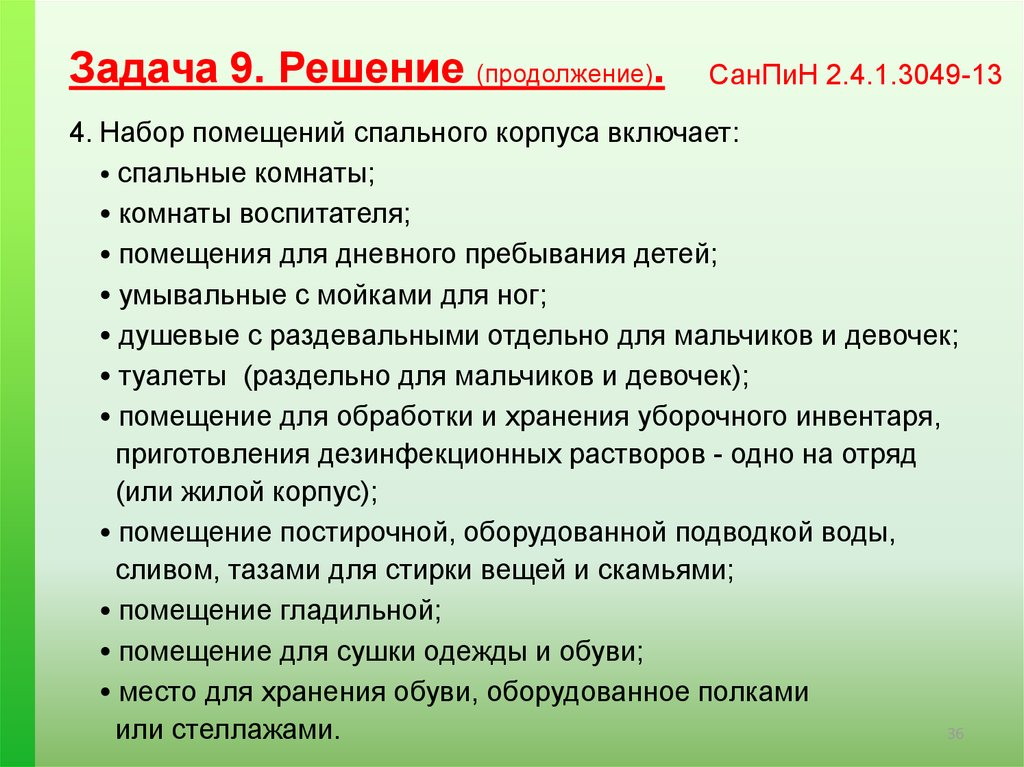 Задача 9. Решение (продолжение). СанПиН 2.4.1.3049-13
4. Набор помещений спального корпуса включает:
• спальные комнаты;
• комнаты воспитателя;
• помещения для дневного пребывания детей;
• умывальные с мойками для ног;
• душевые с раздевальными отдельно для мальчиков и девочек;
• туалеты (раздельно для мальчиков и девочек);
• помещение для обработки и хранения уборочного инвентаря,
приготовления дезинфекционных растворов - одно на отряд
(или жилой корпус);
• помещение постирочной, оборудованной подводкой воды,
сливом, тазами для стирки вещей и скамьями;
• помещение гладильной;
• помещение для сушки одежды и обуви;
• место для хранения обуви, оборудованное полками
или стеллажами.
36